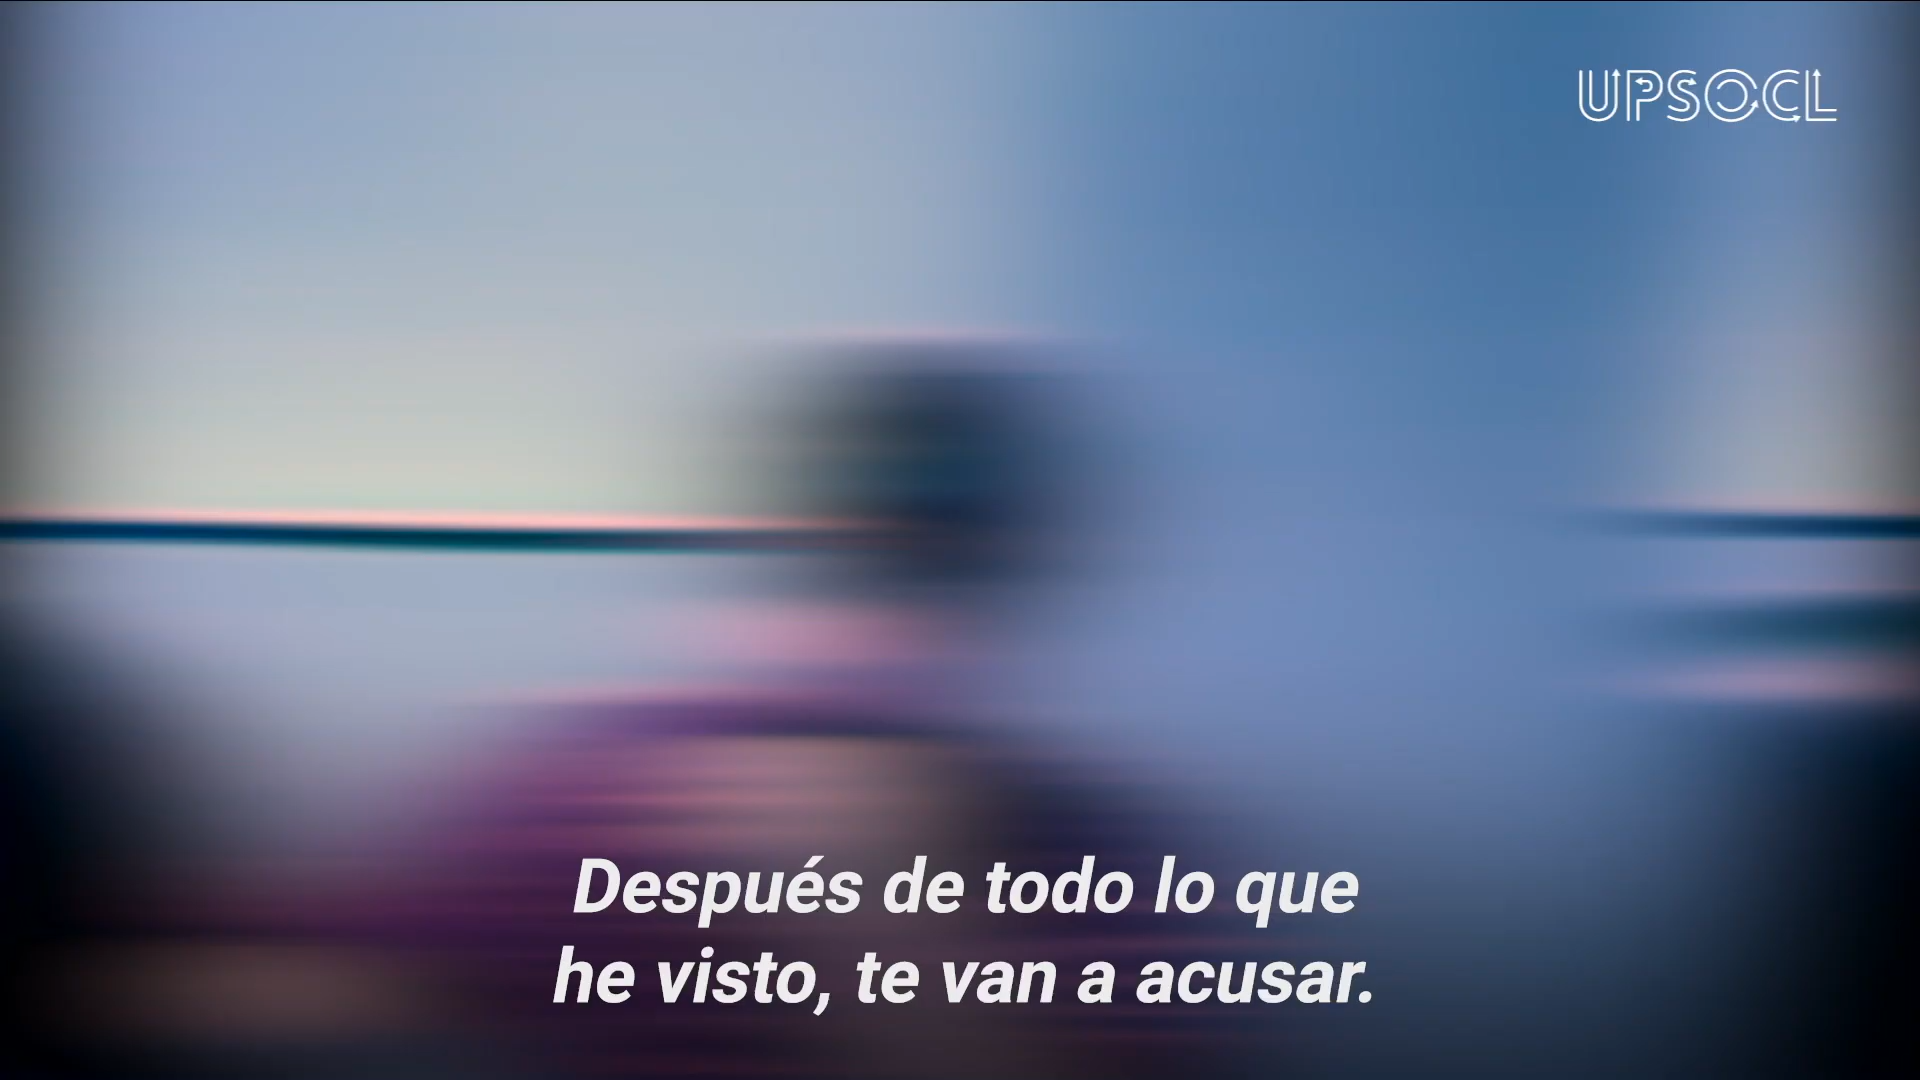 UPSOCL
Después de todo lo que
he visto, te van a acusar.